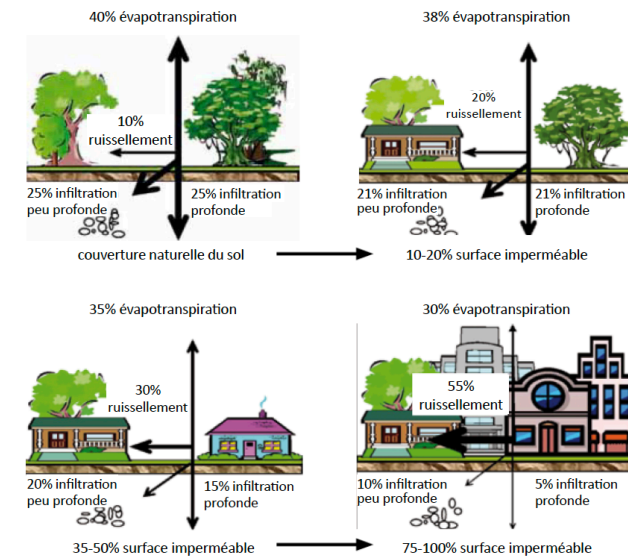 40% évapotranspiration
10%
ruissellement
25% infiltration
peu profonde
25% infiltration
profonde
couverture naturelle du sol
38% évapotranspiration
20%
ruissellement
21% infiltration
peu profonde
21% infiltration
profonde
10-20% surface imperméable
35% évapotranspiration
30%
ruissellement
20% infiltration
peu profonde
15% infiltration
profonde
35-50% surface imperméable
30% évapotranspiration
55%
ruissellement
10% infiltration
peu profonde
5% infiltration
profonde
75-100% surface imperméable